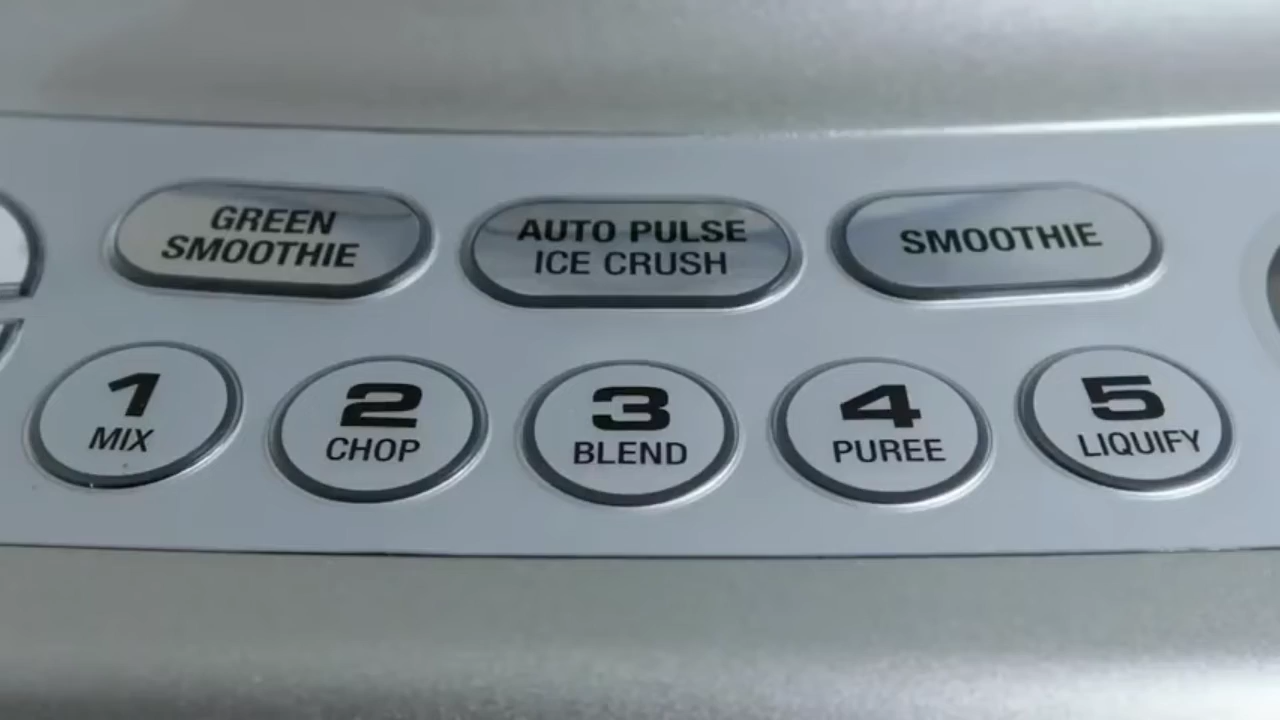 GREEN
SMOOTHIE
AUTO PULSE
ICE CRUSH
SMOOTHIE
1
MIX
2
CHOP
3
BLEND
4
PUREE
5
LIQUIFY